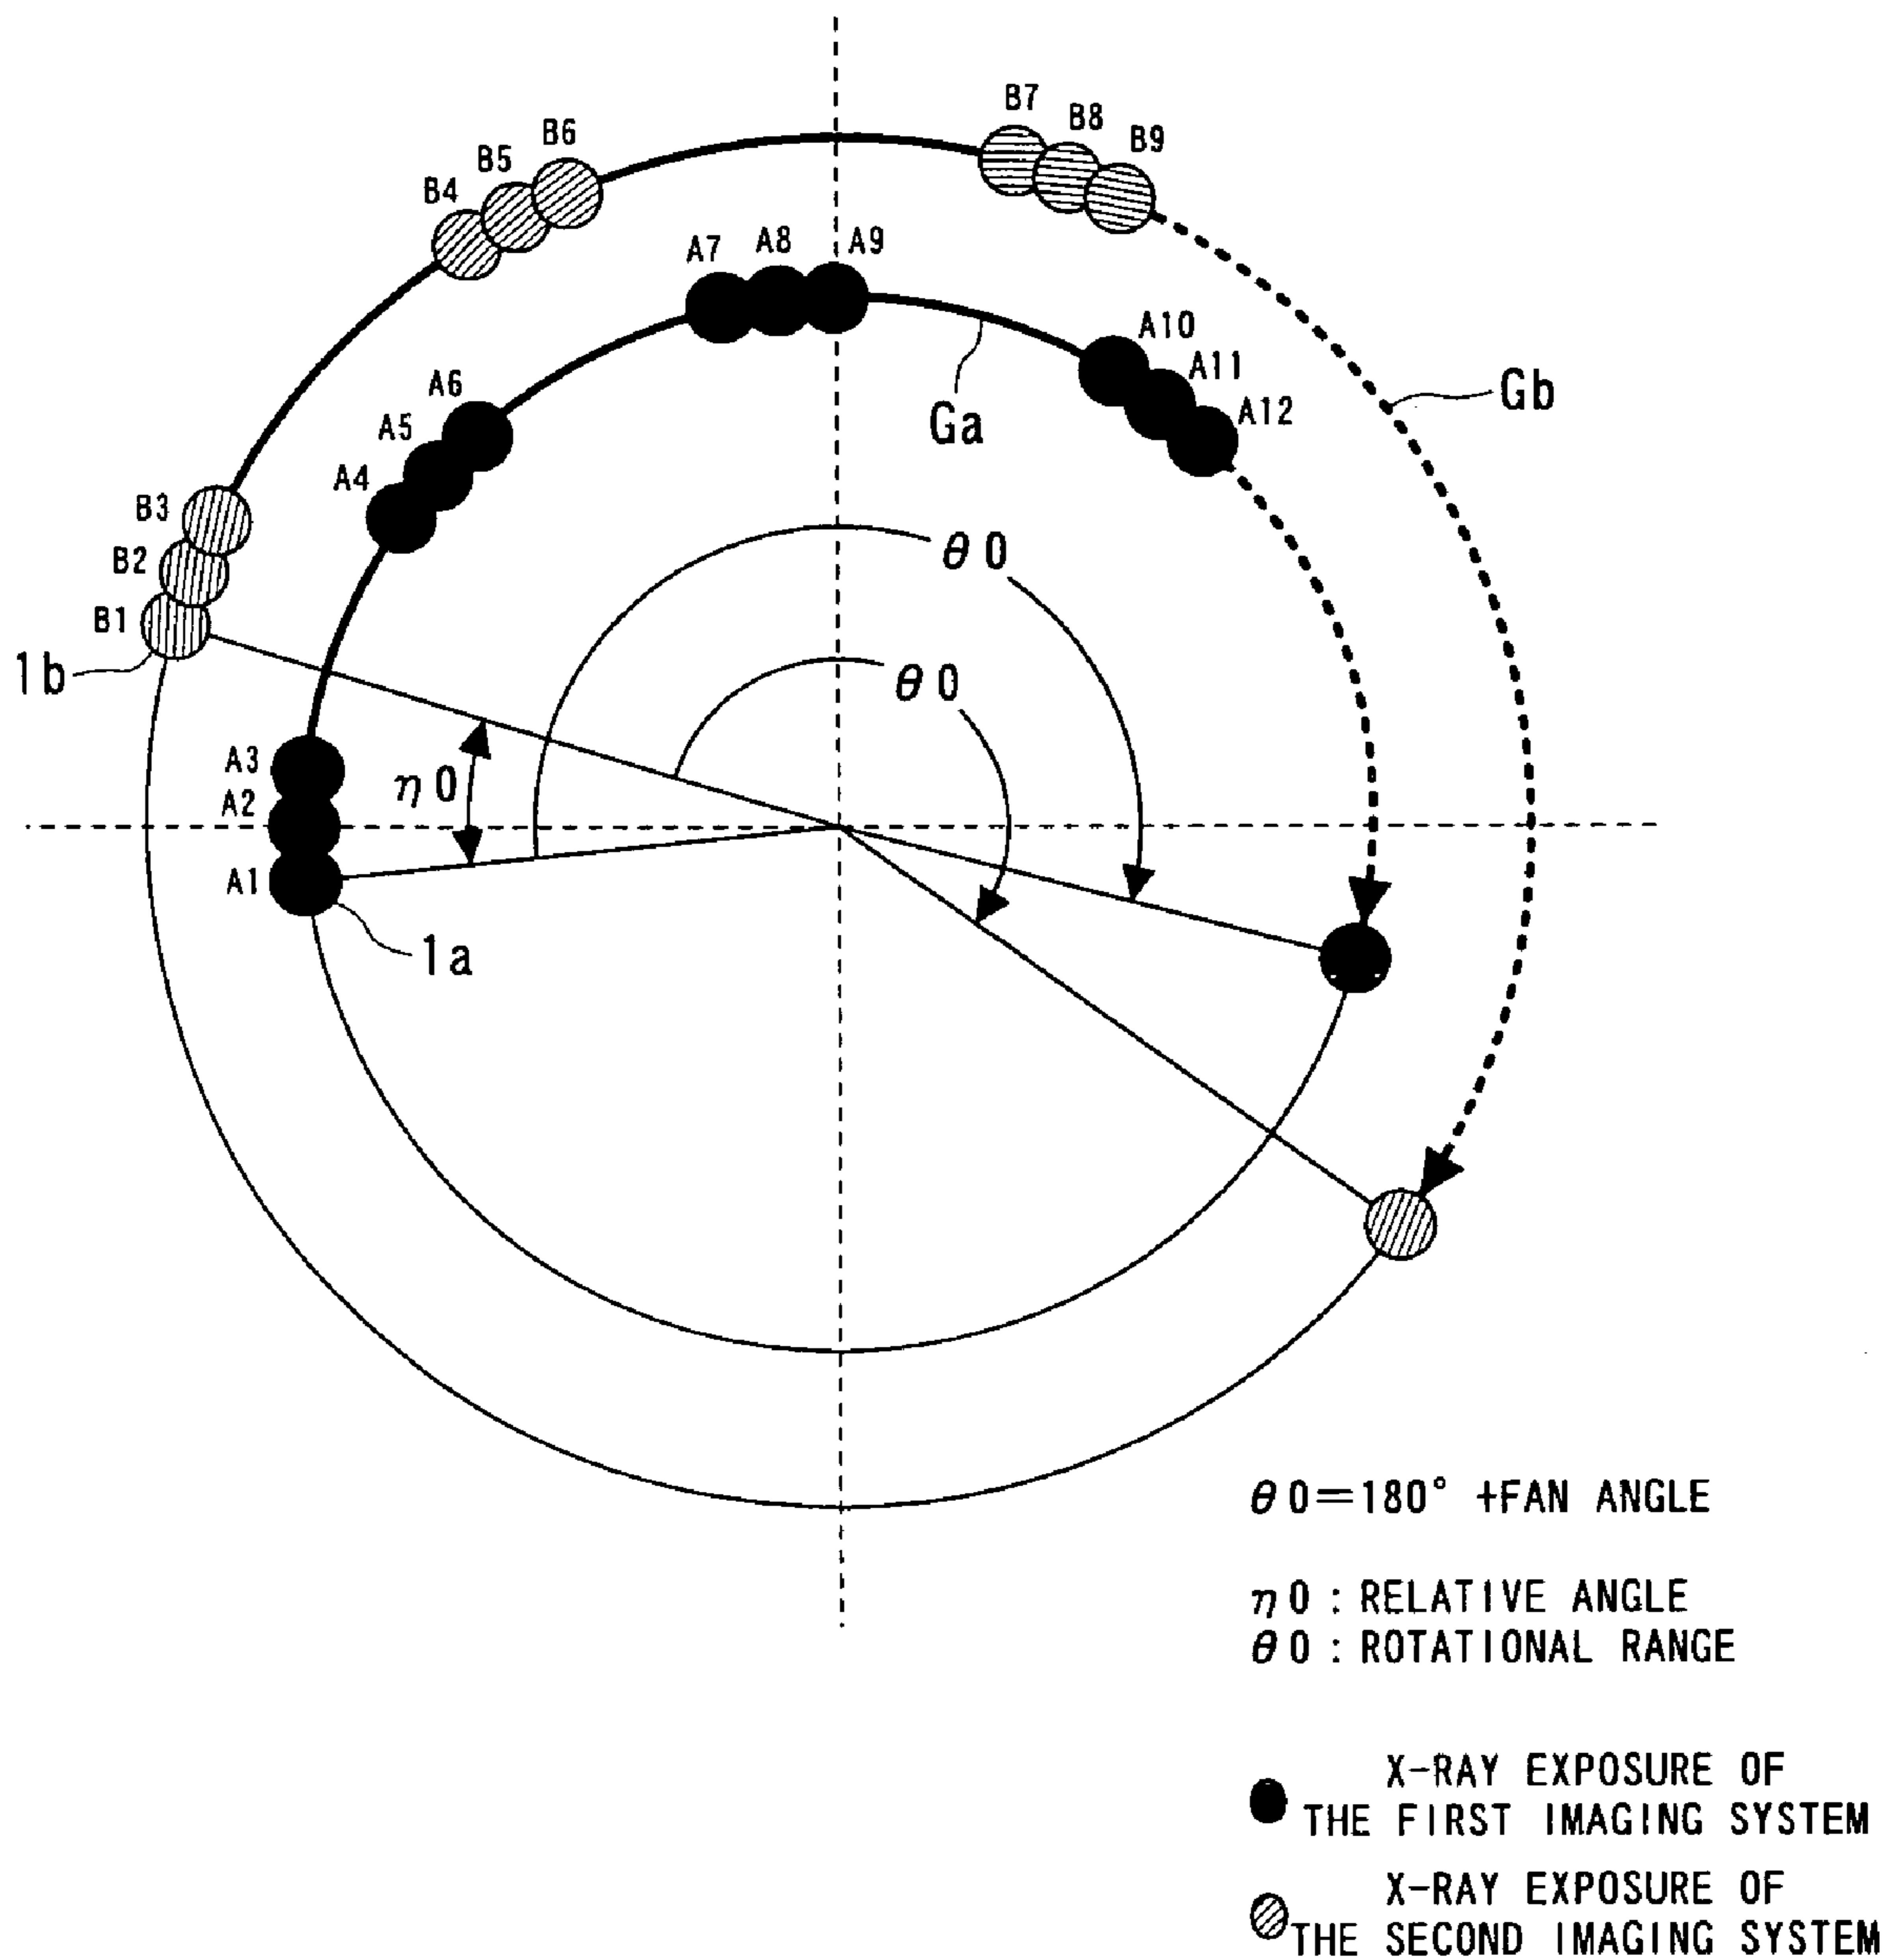 B7
B8
B9
B6
B5
B4
A7
A8
A9
A10
A11
A12
Ga
Gb
A6
A5
A4
B3
B2
B1
1b
θ0
θ0
A3
A2
A1
η0
1a
θ0=180° +FAN ANGLE
η0 : RELATIVE ANGLE
θ0 : ROTATIONAL RANGE
X-RAY EXPOSURE OF
THE FIRST IMAGING SYSTEM
X-RAY EXPOSURE OF
THE SECOND IMAGING SYSTEM